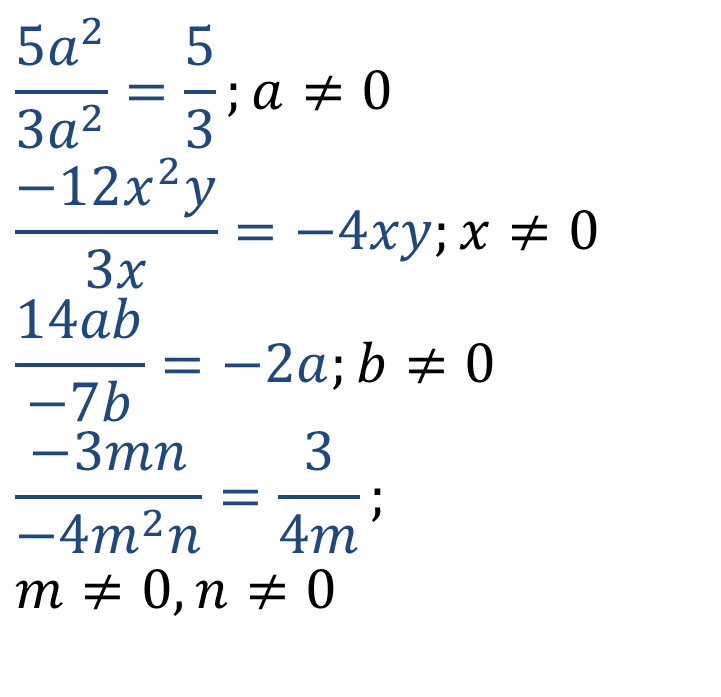 5a²/3a² = 5/3 ; a ≠ 0
−12x²y/3x = −4xy; x ≠ 0
14ab/−7b = −2a; b ≠ 0
−3mn/−4m²n = 3/4m ;
m ≠ 0, n ≠ 0